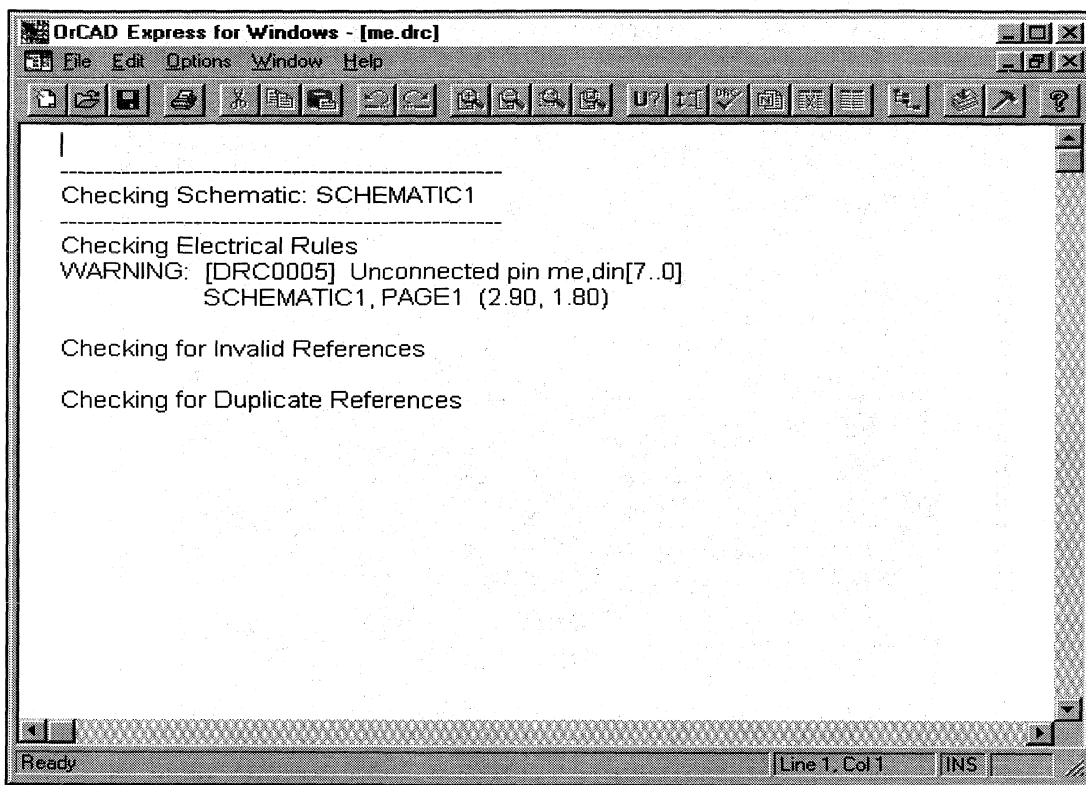 OrCAD Express for Windows - [me.drc]
File Edit Options Window Help
U?
--------------------------------------------------
Checking Schematic: SCHEMATIC1
--------------------------------------------------
Checking Electrical Rules
WARNING: [DRC0005] Unconnected pin me,din[7..0]
SCHEMATIC1, PAGE1 (2.90, 1.80)
Checking for Invalid References
Checking for Duplicate References
Ready
Line 1, Col 1
INS